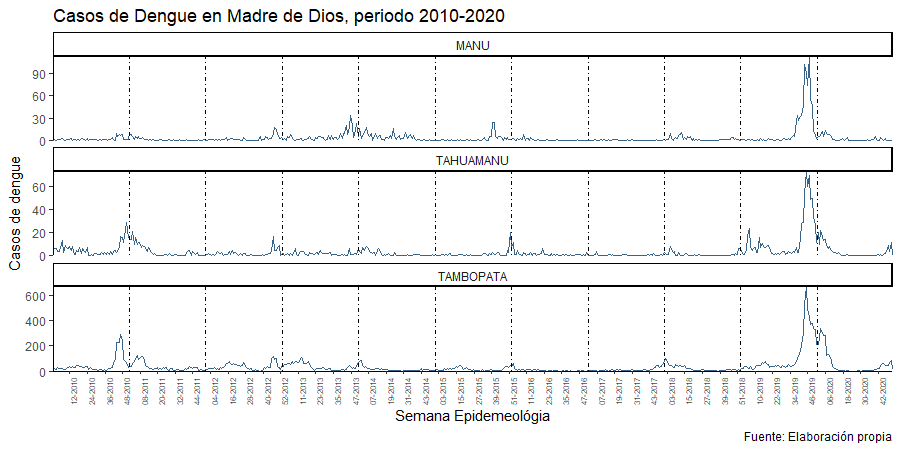 Casos de Dengue en Madre de Dios, periodo 2010-2020
MANU
90
60
30
0
TAHUAMANU
60
40
20
0
Casos de dengue
TAMBOPATA
600
400
200
0
12-2010 24-2010 36-2010 48-2010 08-2011 20-2011 32-2011 44-2011 04-2012 16-2012 28-2012 40-2012 52-2012 11-2013 23-2013 35-2013 47-2013 07-2014 19-2014 31-2014 43-2014 03-2015 15-2015 27-2015 39-2015 51-2015 11-2016 23-2016 35-2016 47-2016 07-2017 19-2017 31-2017 43-2017 03-2018 15-2018 27-2018 39-2018 51-2018 10-2019 22-2019 34-2019 46-2019 06-2020 18-2020 30-2020 42-2020
Semana Epidemeológia
Fuente: Elaboración propia